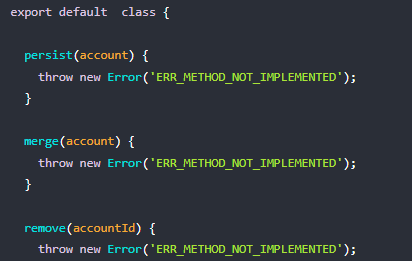 export default  class {
persist(account) {
throw new Error('ERR_METHOD_NOT_IMPLEMENTED');
}
merge(account) {
throw new Error('ERR_METHOD_NOT_IMPLEMENTED');
}
remove(accountId) {
throw new Error('ERR_METHOD_NOT_IMPLEMENTED');